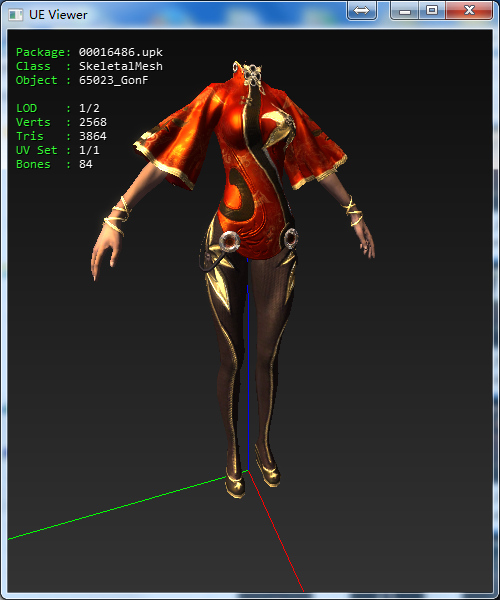 UE Viewer
Package: 00016486.upk
Class  : SkeletalMesh
Object : 65023_GonF
LOD    : 1/2
Verts  : 2568
Tris   : 3864
UV Set : 1/1
Bones  : 84